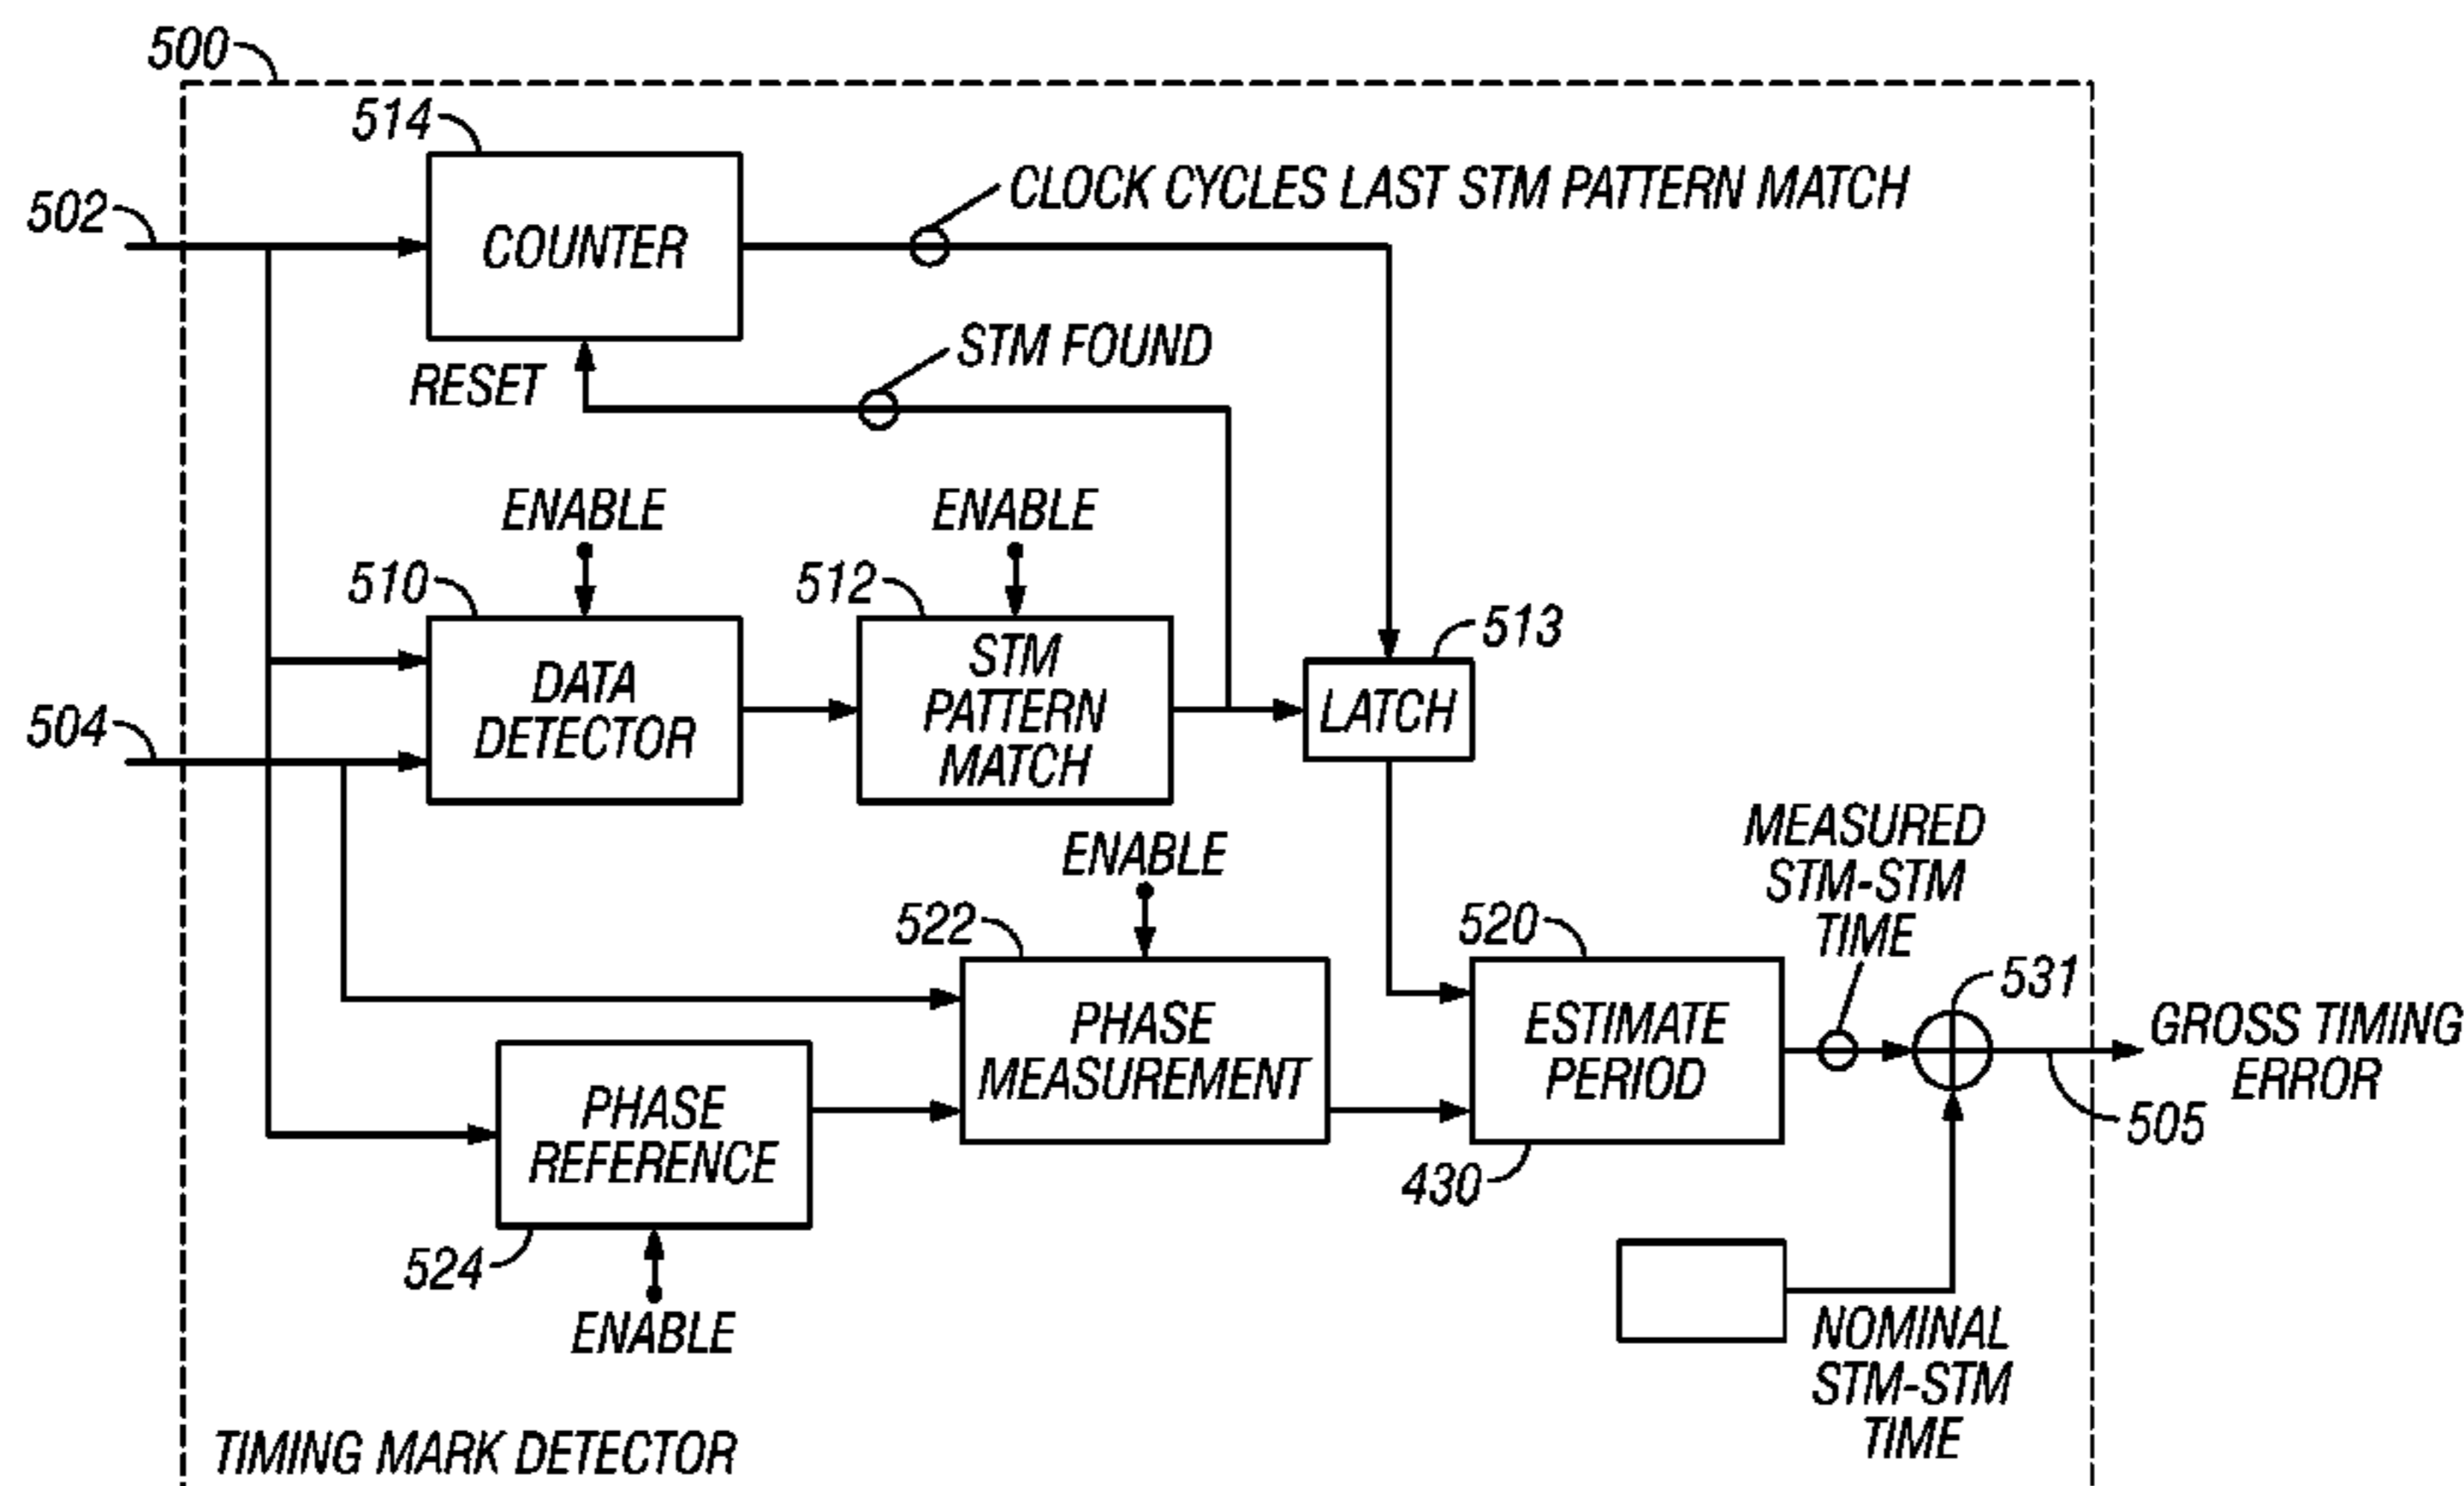 500
514
502
COUNTER
CLOCK CYCLES LAST STM PATTERN MATCH
RESET
STM FOUND
ENABLE
ENABLE
510
512
513
504
DATA
DETECTOR
STM
PATTERN
MATCH
LATCH
ENABLE
MEASURED
STM-STM
TIME
522
520
531
PHASE
MEASUREMENT
ESTIMATE
PERIOD
GROSS TIMING
ERROR
505
PHASE
REFERENCE
430
524
ENABLE
NOMINAL
STM-STM
TIME
TIMING MARK DETECTOR